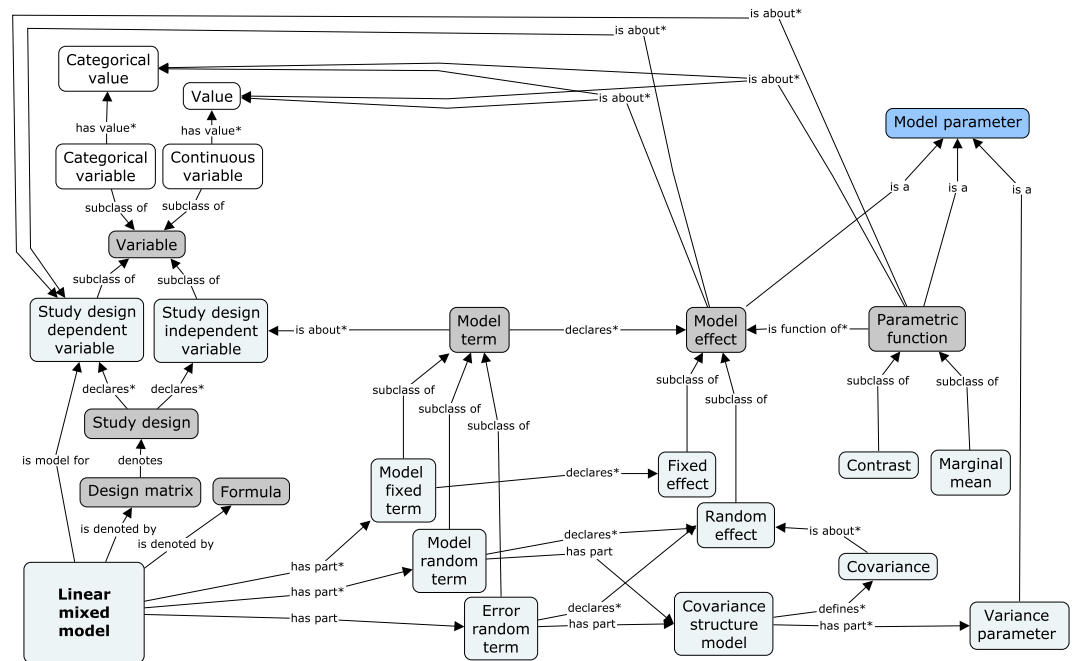 is about*
is about*
Categorical
value
is about*
Value
is about*
Model parameter
has value*
has value*
Categorical
variable
Continuous
variable
is a
is a
is a
subclass of
subclass of
Variable
subclass of
subclass of
Study design
dependent
variable
Study design
independent
variable
is about*
Model
term
declares*
Model
effect
is function of*
Parametric
function
declares*
declares*
subclass of
subclass of
subclass of
subclass of
subclass of
subclass of
subclass of
Study design
is model for
denotes
Model
fixed
term
declares*
Fixed
effect
Contrast
Marginal
mean
Design matrix
Formula
is denoted by
is denoted by
Random
effect
declares*
has part
is about*
Model
random
term
Covariance
has part*
has part*
has part
Linear
mixed
model
Error
random
term
declares*
has part
Covariance
structure
model
defines*
has part*
Variance
parameter